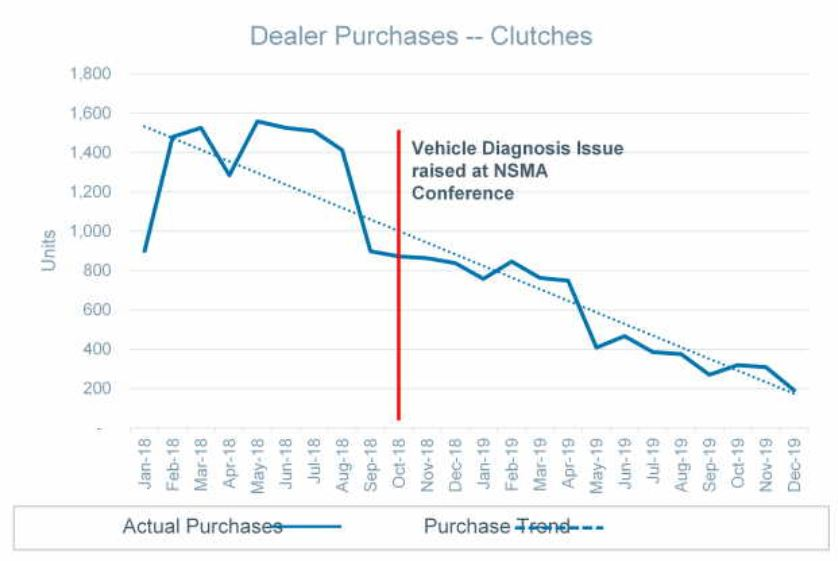 Dealer Purchases -- Clutches
1,800
1,600
1,400
1,200
1,000
800
600
400
200
-
Units
Vehicle Diagnosis Issue
raised at NSMA
Conference
Jan-18
Feb-18
Mar-18
Apr-18
May-18
Jun-18
Jul-18
Aug-18
Sep-18
Oct-18
Nov-18
Dec-18
Jan-19
Feb-19
Mar-19
Apr-19
May-19
Jun-19
Jul-19
Aug-19
Sep-19
Oct-19
Nov-19
Dec-19
Actual Purchases
Purchase Trend